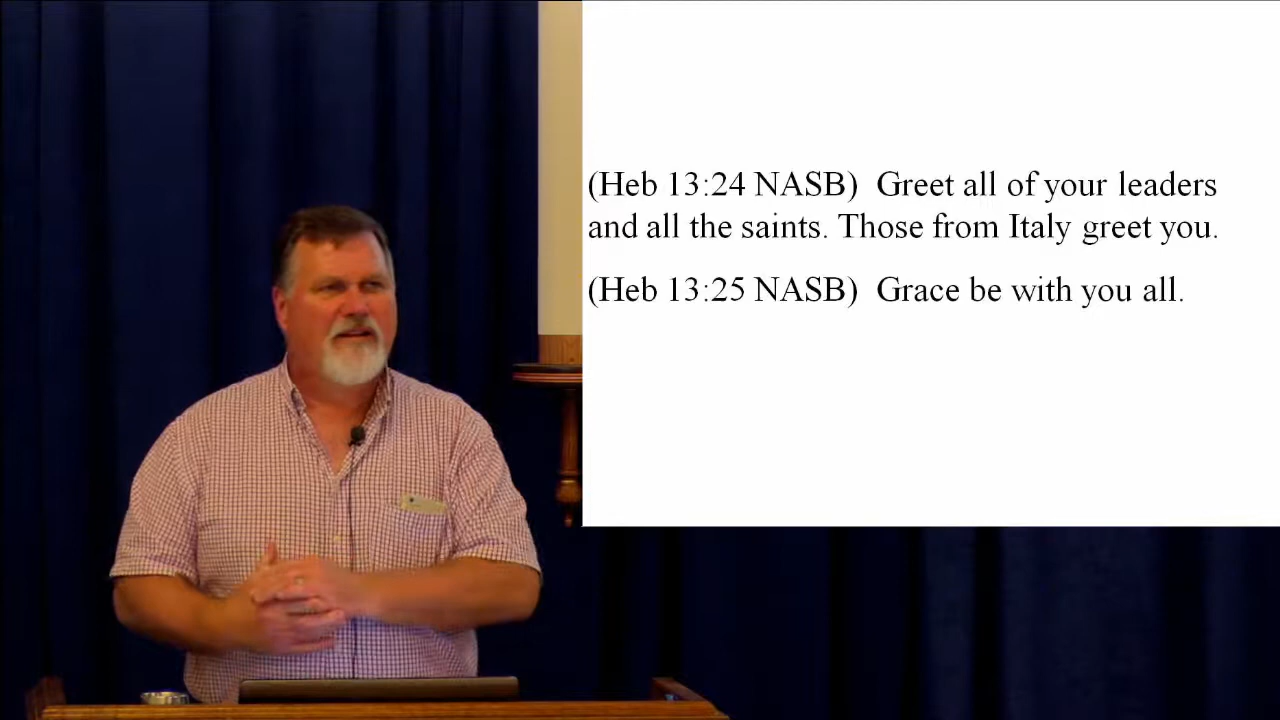 (Heb 13:24 NASB)  Greet all of your leaders
and all the saints. Those from Italy greet you.
(Heb 13:25 NASB)  Grace be with you all.